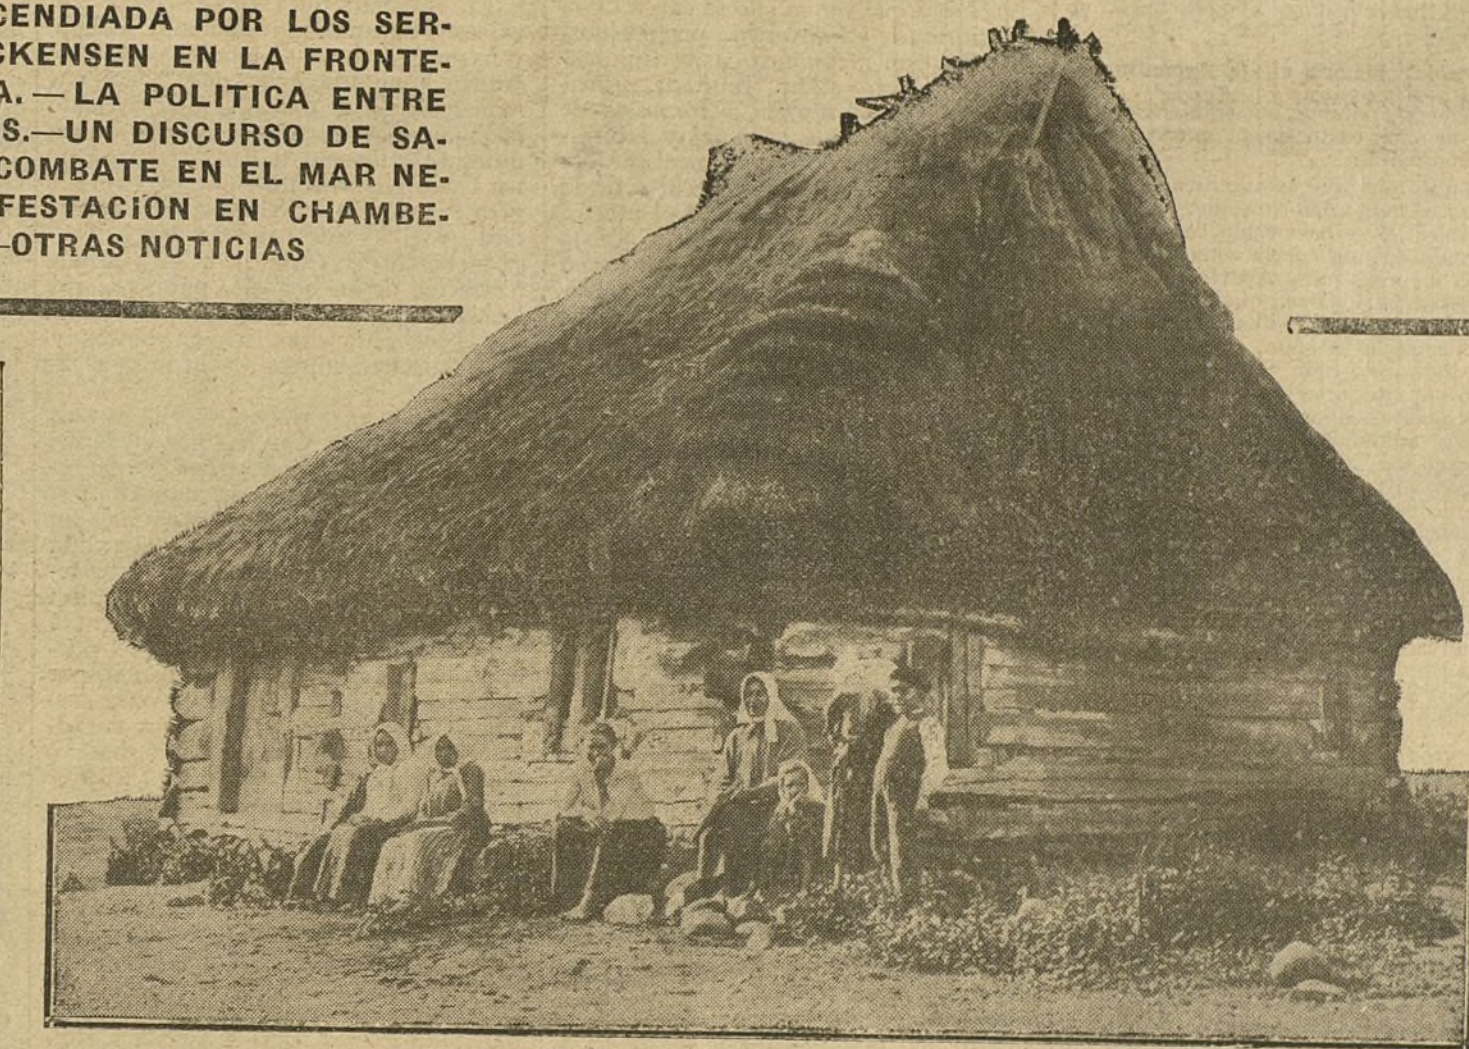 CENDIADA POR LOS SER-
CKENSEN EN LA FRONTE-
A.—LA POLITICA ENTRE
S.—UN DISCURSO DE SA-
COMBATE EN EL MAR NE-
FESTACION EN CHAMBE-
—OTRAS NOTICIAS